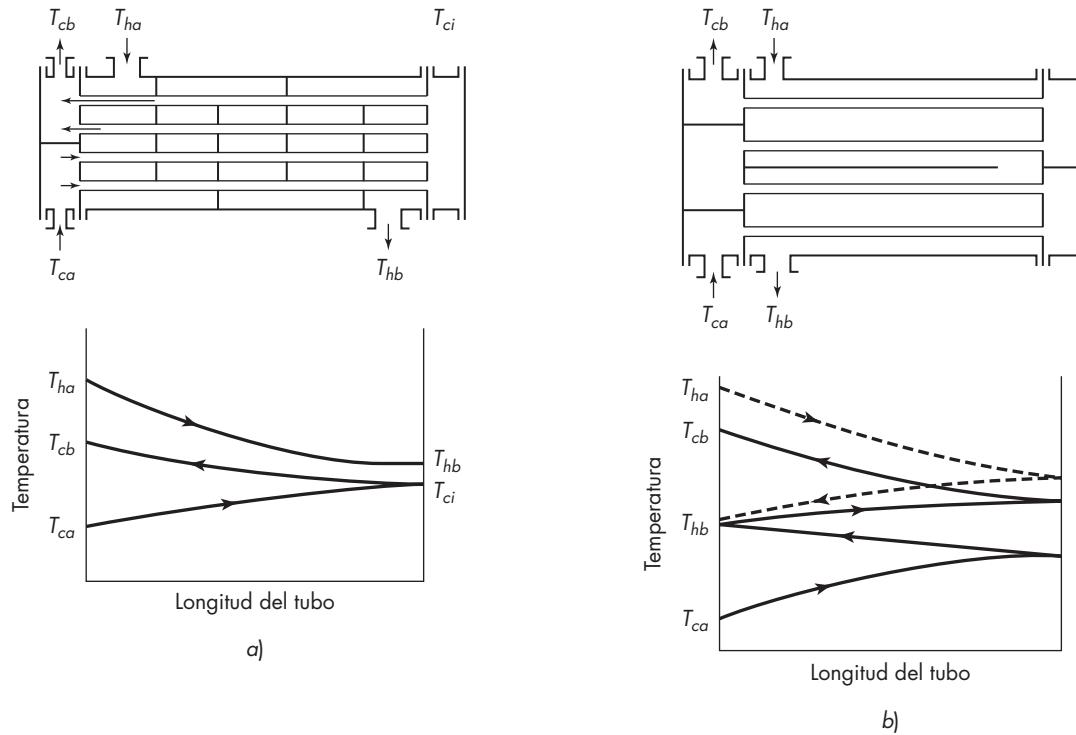 T_cb T_ha T_ci
T_ca T_hb
Temperatura
T_ha
T_cb
T_ca
T_hb
T_ci
Longitud del tubo
a)
T_cb T_ha
T_ca T_hb
Temperatura
T_ha
T_cb
T_hb
T_ca
Longitud del tubo
b)